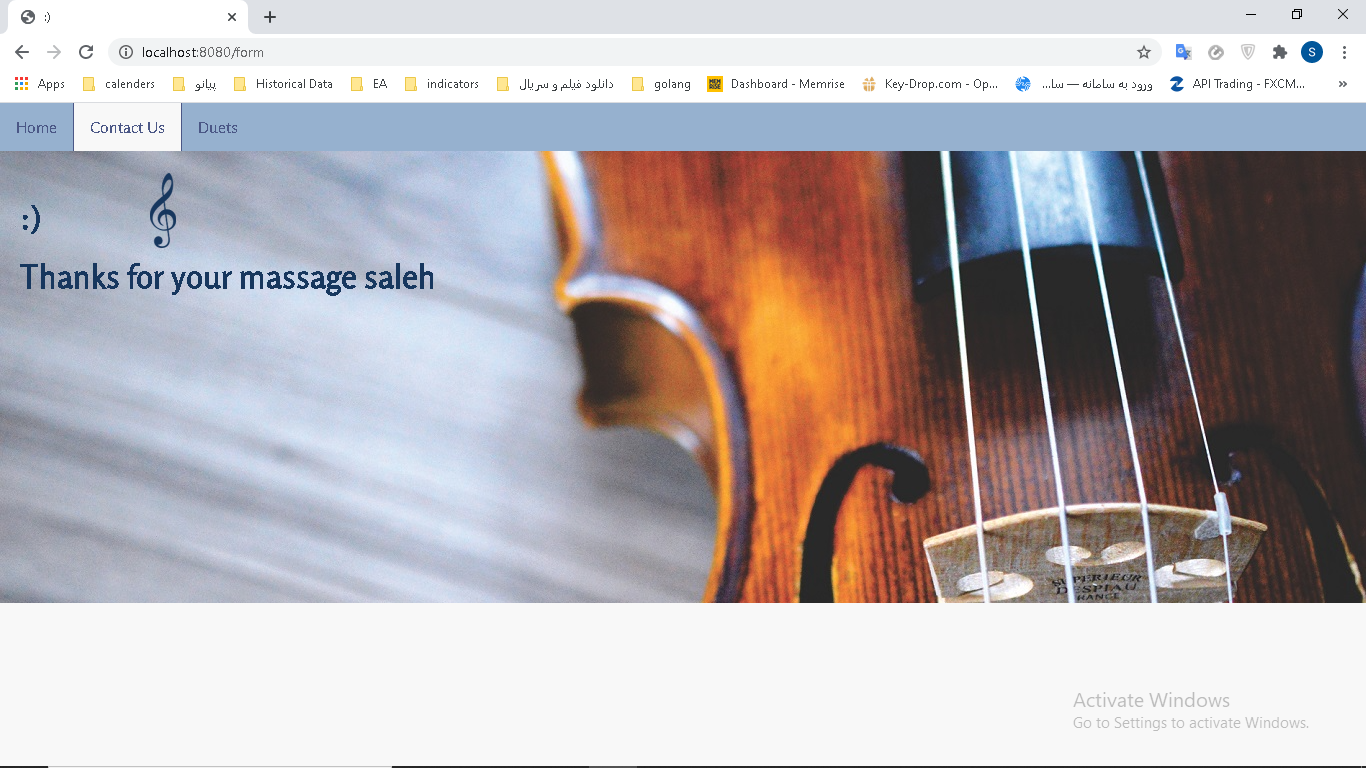 :)
localhost:8080/form
S
Apps calenders پیانو Historical Data EA indicators دانلود فیلم و سریال golang Dashboard - Memrise Key-Drop.com - Op... ورود به سامانه — سا... API Trading - FXCM... »
Home Contact Us Duets
:)
Thanks for your massage saleh
SUPERIEUR
DESPIAU
FRANCE
Activate Windows
Go to Settings to activate Windows.